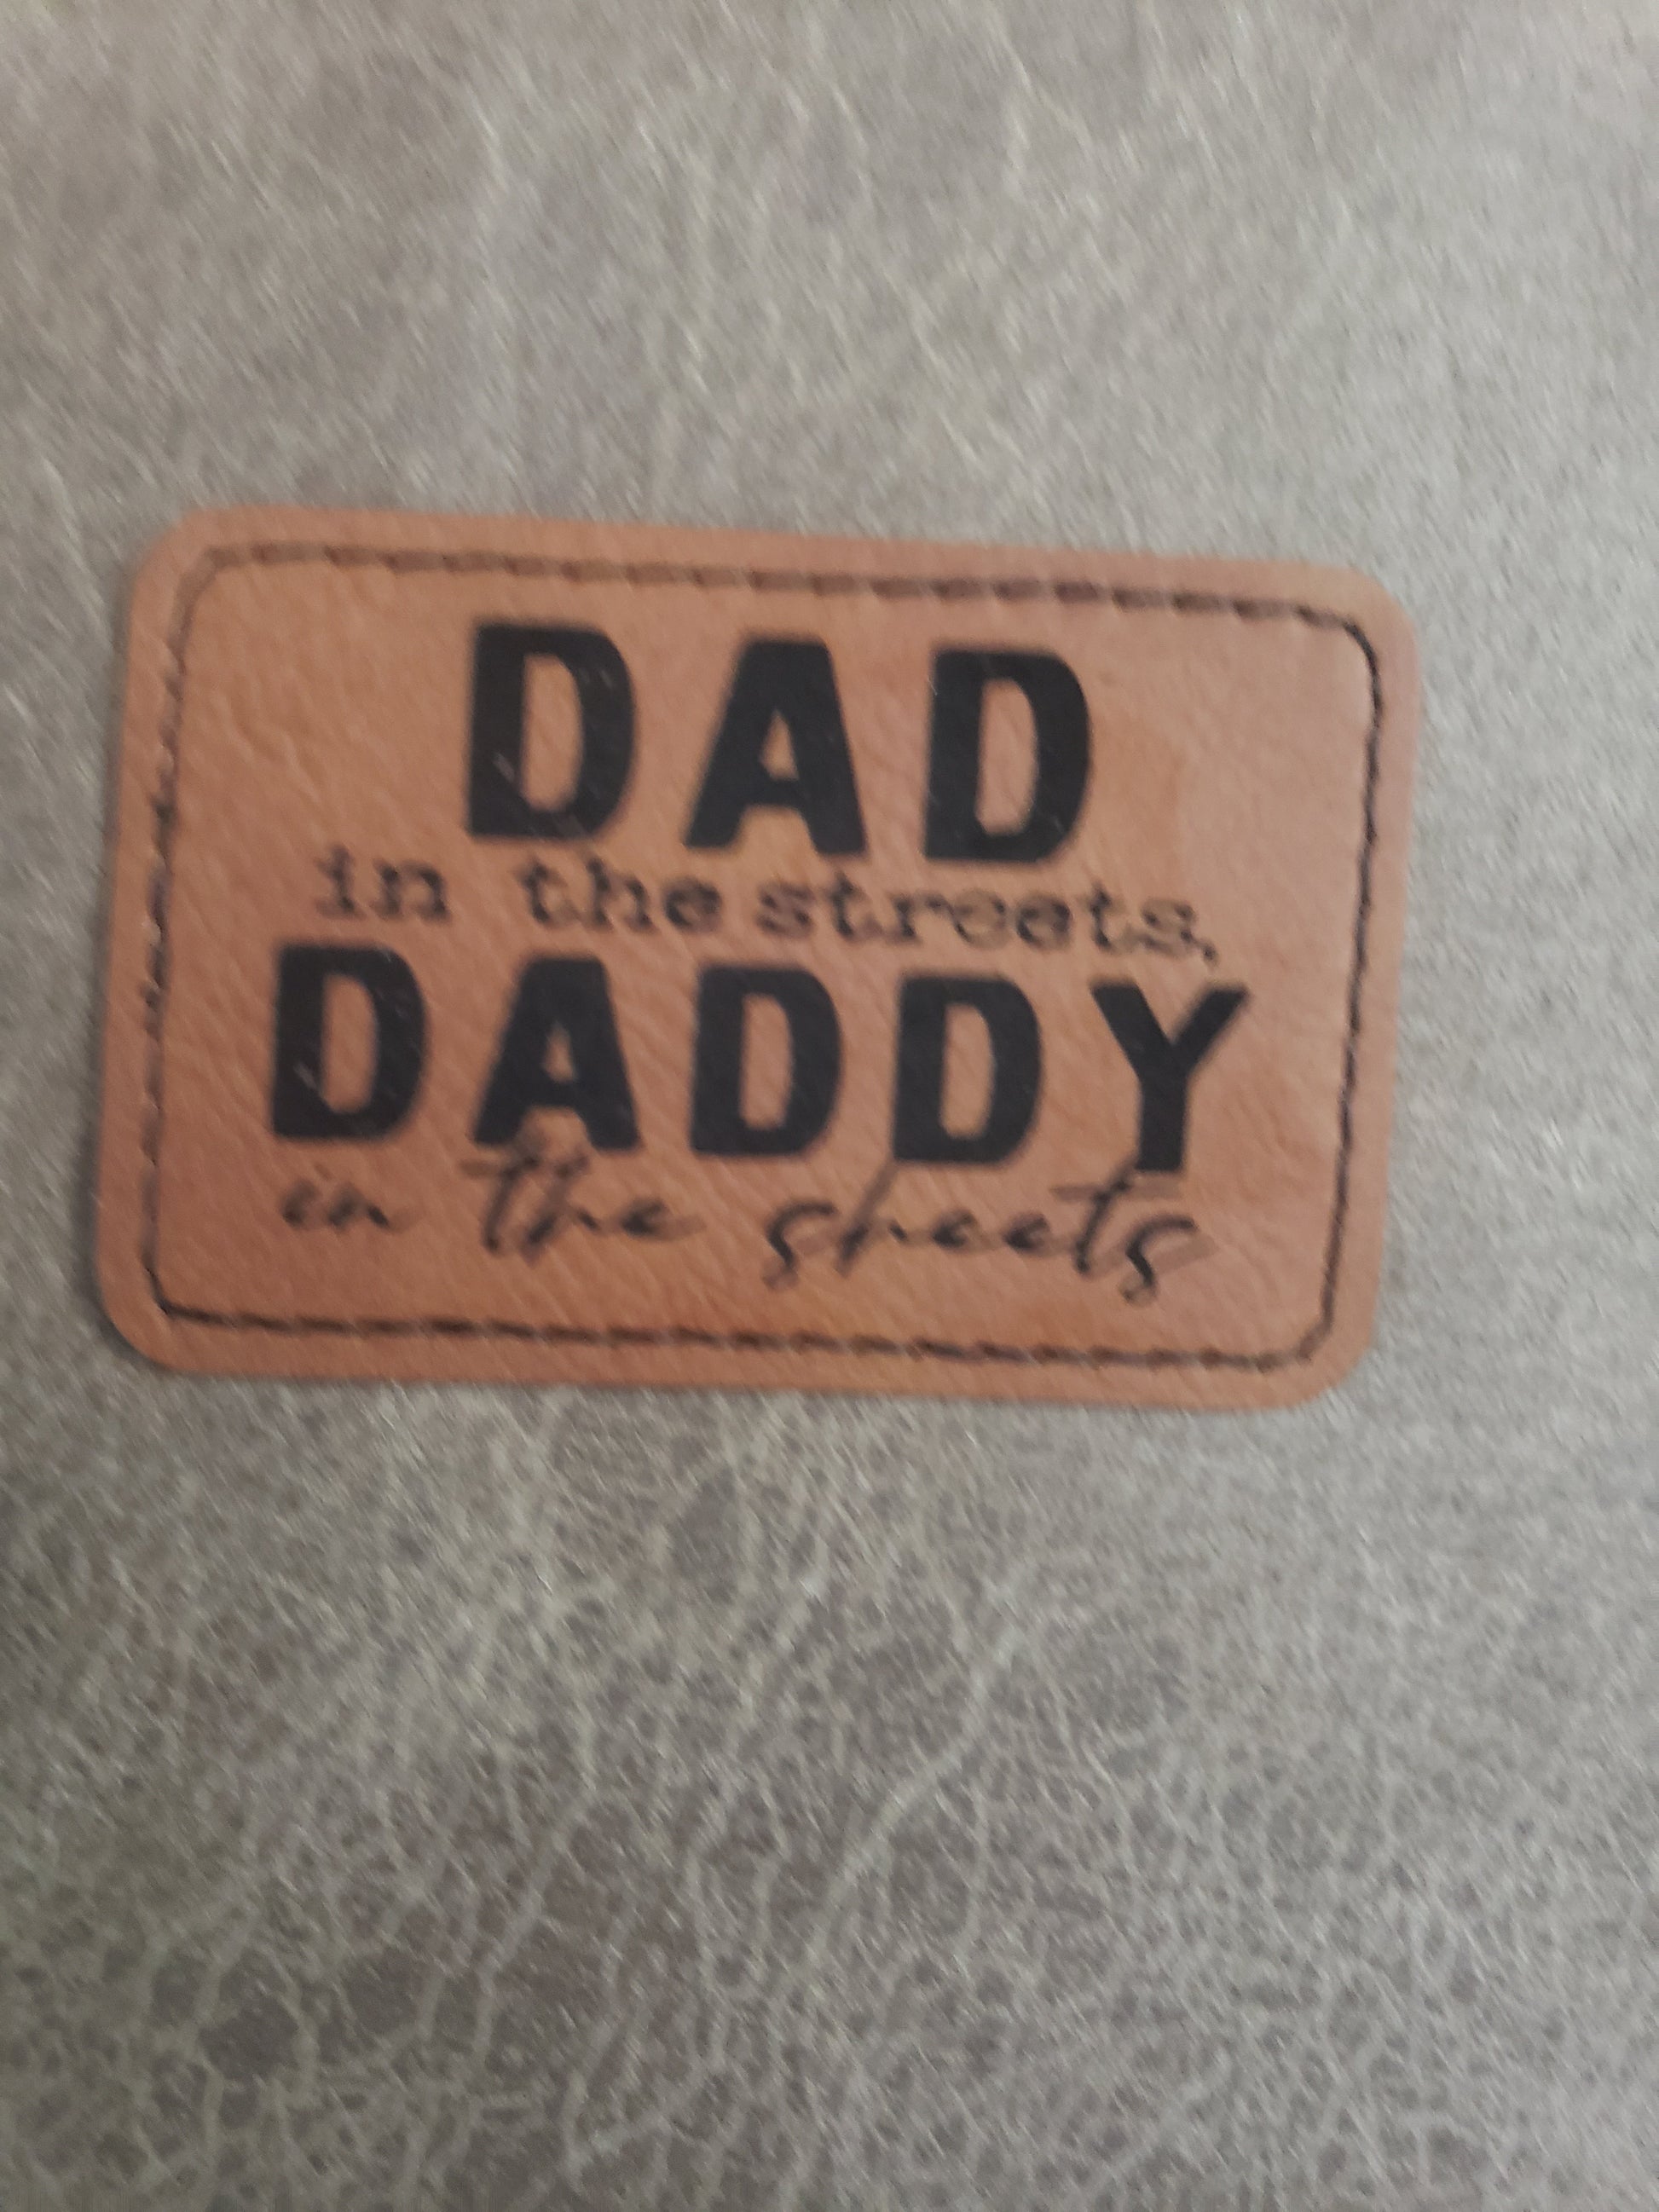 DAD
in the streets,
DADDY
in the sheets